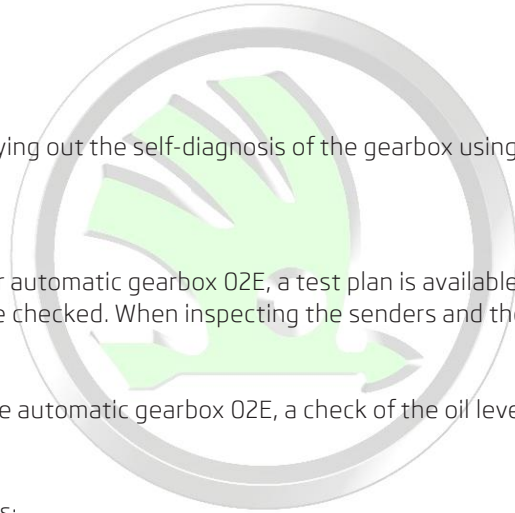 ying out the self-diagnosis of the gearbox using
r automatic gearbox 02E, a test plan is available
e checked. When inspecting the senders and the
e automatic gearbox 02E, a check of the oil leve
s: